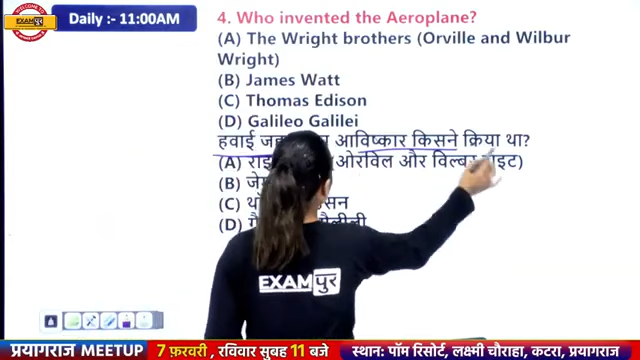 WELCOME TO
EXAMपुर
Daily :- 11:00AM
4. Who invented the Aeroplane?
(A) The Wright brothers (Orville and Wilbur
Wright)
(B) James Watt
(C) Thomas Edison
(D) Galileo Galilei
हवाई आविष्कार किसने किया था?
(A) ओरविल और
(B)
(C)
(D)
EXAMपुर
प्रयागराज MEETUP
7 फ़रवरी , रविवार सुबह 11 बजे
स्थान: पॉम रिसोर्ट, लक्ष्मी चौराहा, कटरा, प्रयागराज